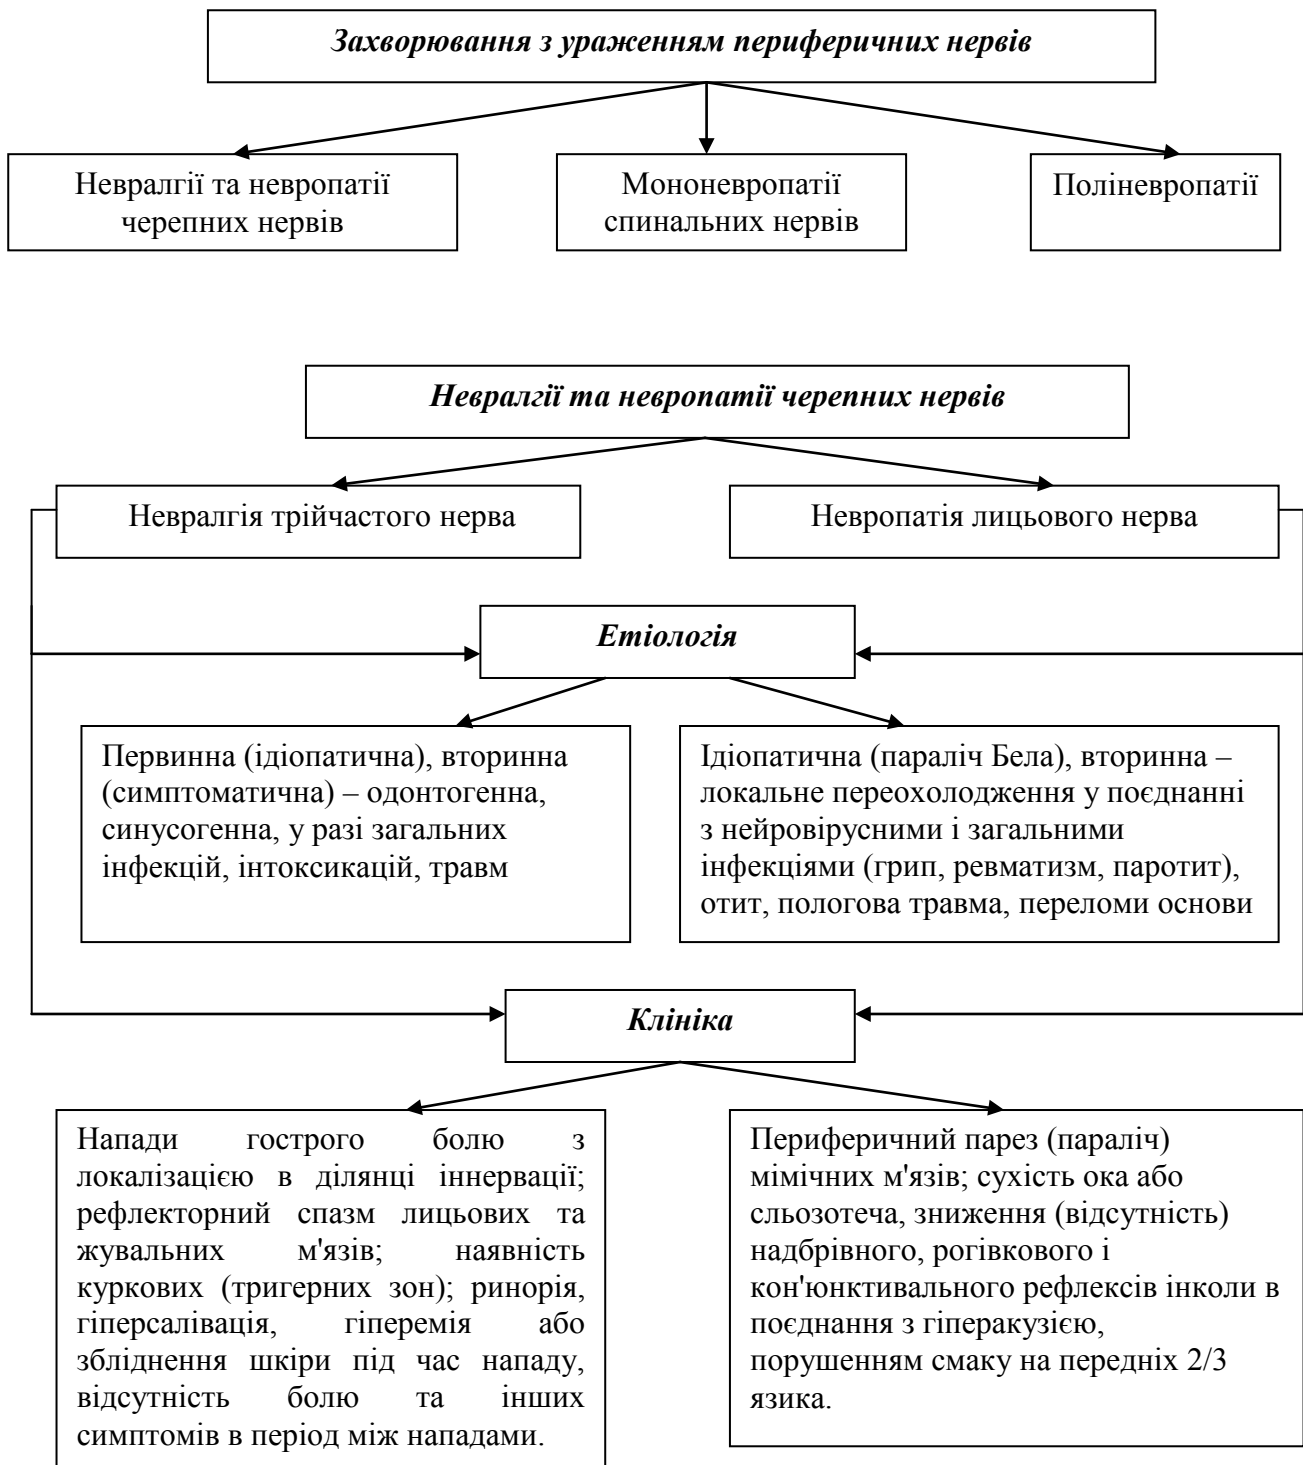 Захворювання з ураженням периферичних нервів
Невралгії та невропатії
черепних нервів
Мононевропатії
спинальних нервів
Поліневропатії
Невралгії та невропатії черепних нервів
Невралгія трійчастого нерва
Невропатія лицьового нерва
Етіологія
Первинна (ідіопатична), вторинна
(симптоматична) – одонтогенна,
синусогенна, у разі загальних
інфекцій, інтоксикацій, травм
Ідіопатична (параліч Бела), вторинна –
локальне переохолодження у поєднанні
з нейровірусними і загальними
інфекціями (грип, ревматизм, паротит),
отит, пологова травма, переломи основи
Клініка
Напади гострого болю з
локалізацією в ділянці іннервації;
рефлекторний спазм лицьових та
жувальних м'язів; наявність
куркових (тригерних зон); ринорія,
гіперсалівація, гіперемія або
збліднення шкіри під час нападу,
відсутність болю та інших
симптомів в період між нападами.
Периферичний парез (параліч)
мімічних м'язів; сухість ока або
сльозотеча, зниження (відсутність)
надбрівного, рогівкового і
кон'юнктивального рефлексів інколи в
поєднання з гіперакузією,
порушенням смаку на передніх 2/3
язика.